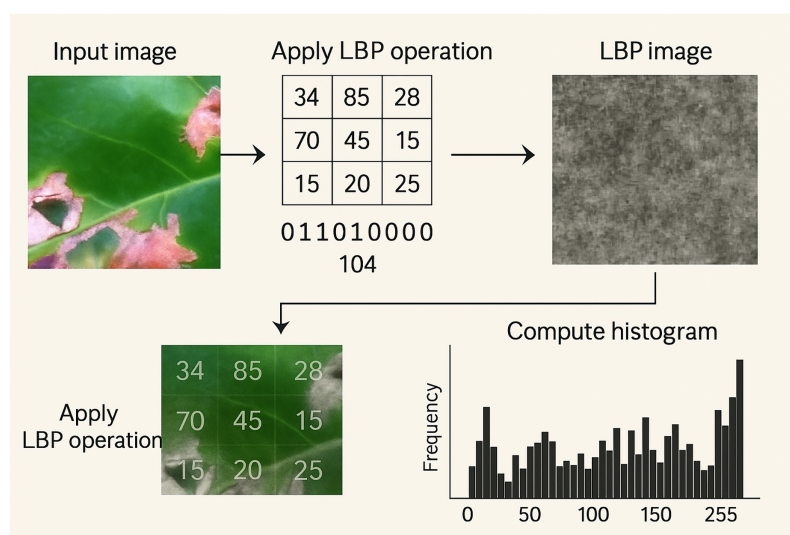 Input image
Apply LBP operation
LBP image
34 85 28
70 45 15
15 20 25
011010000
104
Compute histogram
34 85 28
70 45 15
15 20 25
Apply
LBP operation
Frequency
0 50 100 150 255